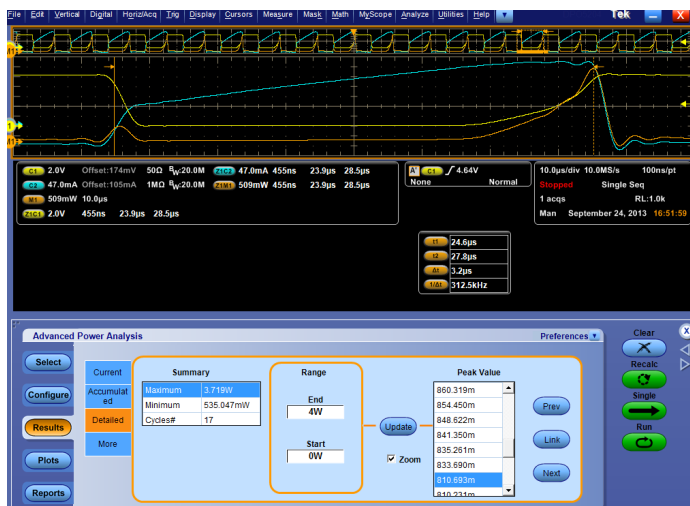 File Edit Vertical Digital Horiz/Acq Trig Display Cursors Measure Mask Math MyScope Analyze Utilities Help Tek X
C1 2.0V Offset:174mV 50Ω BW:20.0M Z1C2 47.0mA 455ns 23.9µs 28.5µs
C2 47.0mA Offset:105mA 1MΩ BW:20.0M Z1M1 509mW 455ns 23.9µs 28.5µs
M1 509mW 10.0µs
Z1C1 2.0V 455ns 23.9µs 28.5µs
A' C1 4.64V
None Normal
10.0µs/div 10.0MS/s 100ns/pt
Stopped Single Seq
1 acqs RL:1.0k
Man September 24, 2013 16:51:59
t1 24.6µs
t2 27.8µs
Δt 3.2µs
1/Δt 312.5kHz
Advanced Power Analysis
Preferences
Clear
X
Select
Configure
Results
Plots
Reports
Current
Accumulat
ed
Detailed
More
Summary
Maximum 3.719W
Minimum 535.047mW
Cycles# 17
Range
End
4W
Start
0W
Update
Zoom
Peak Value
860.319m
854.450m
848.622m
841.350m
835.261m
833.690m
810.693m
810.231m
Prev
Link
Next
Recalc
Single
Run